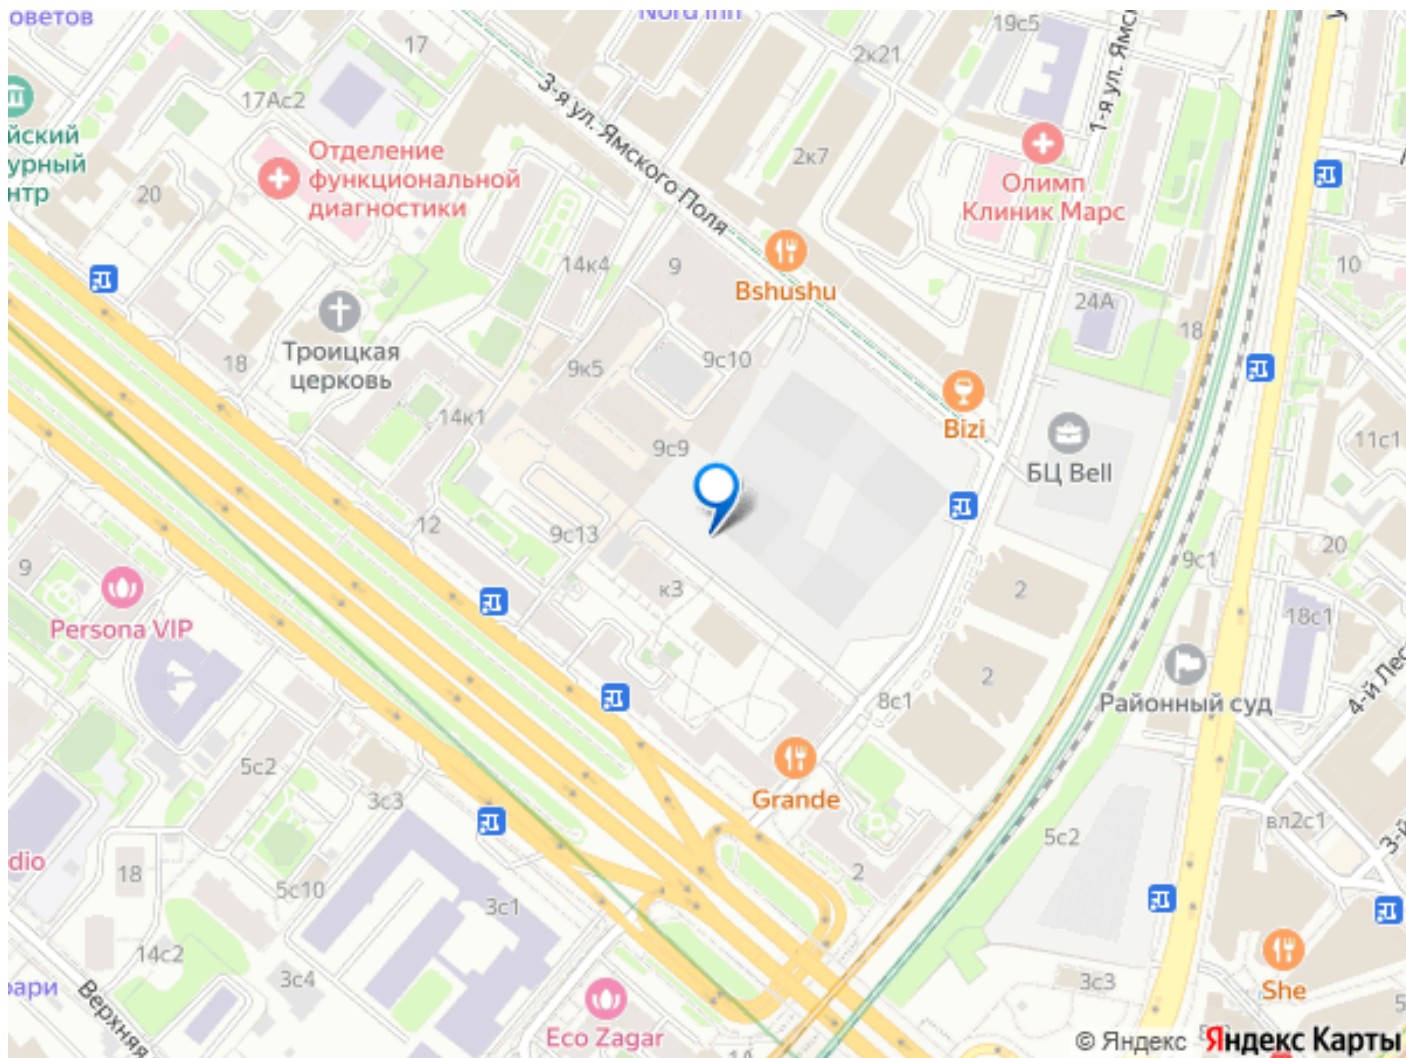 оветов
Nord Inn
19с5
17
2к21
1-я ул. Ямс
17Ас2
3-я ул. Ямского Поля
йский
урный
нтр
Отделение
функциональной
диагностики
2к7
Олимп
Клиник Марс
20
14к4
9
Bshushu
10
24А
18
Троицкая
церковь
18
9к5
9с10
14к1
Bizi
БЦ Bell
11с1
9с9
12
9с13
9с1
20
9
к3
2
18с1
Persona VIP
2
Районный суд
4-й Лес
8с1
5с2
3с3
Grande
вл2с1
3-й
5с2
dio
18
5с10
2
3с1
14с2
3с4
3с3
She
рари
Верхняя
Eco Zagar
5
© Яндекс
Яндекс Карты